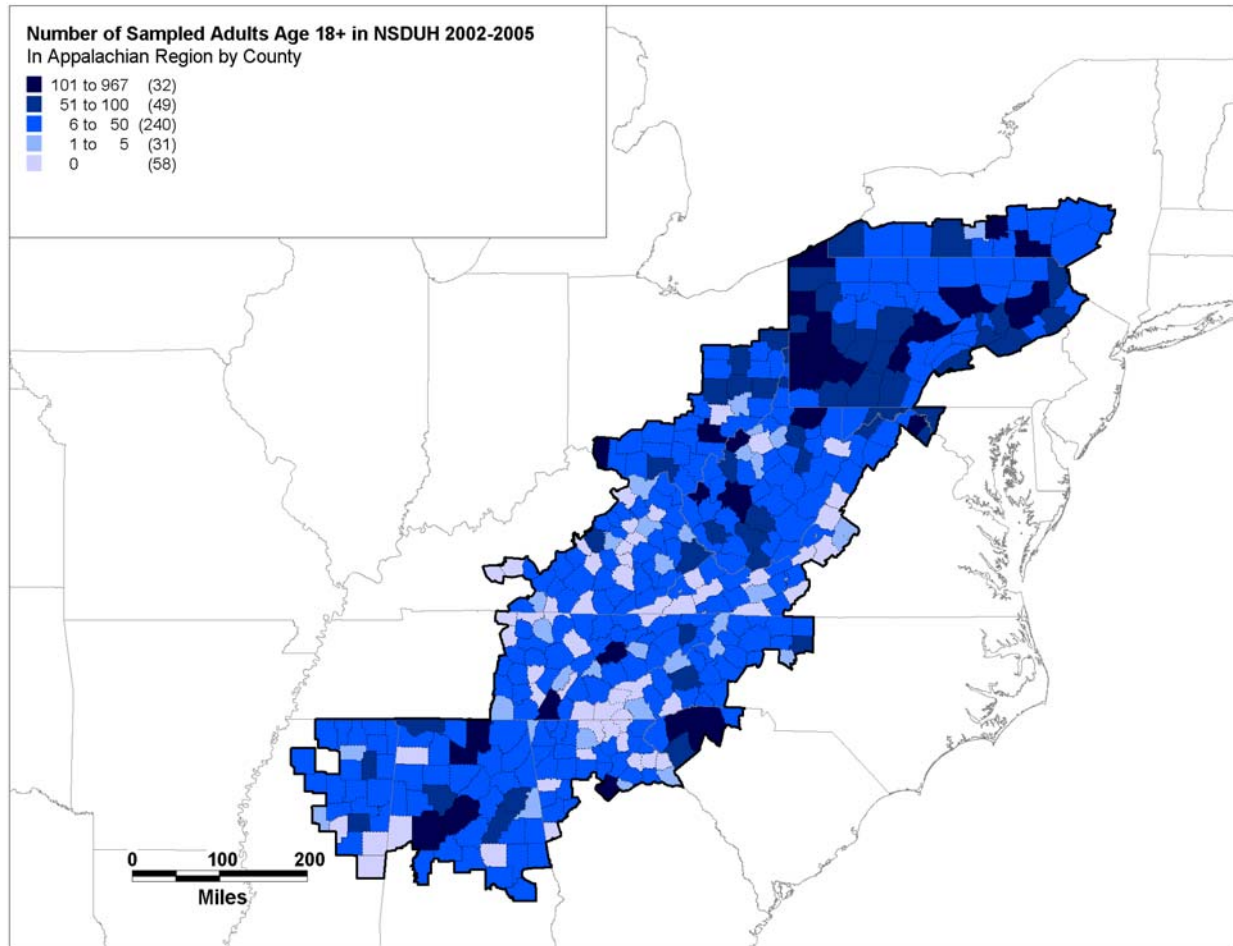 Number of Sampled Adults Age 18+ in NSDUH 2002-2005
In Appalachian Region by County
101 to 967 (32)
51 to 100 (49)
6 to 50 (240)
1 to 5 (31)
0 (58)
0 100 200
Miles